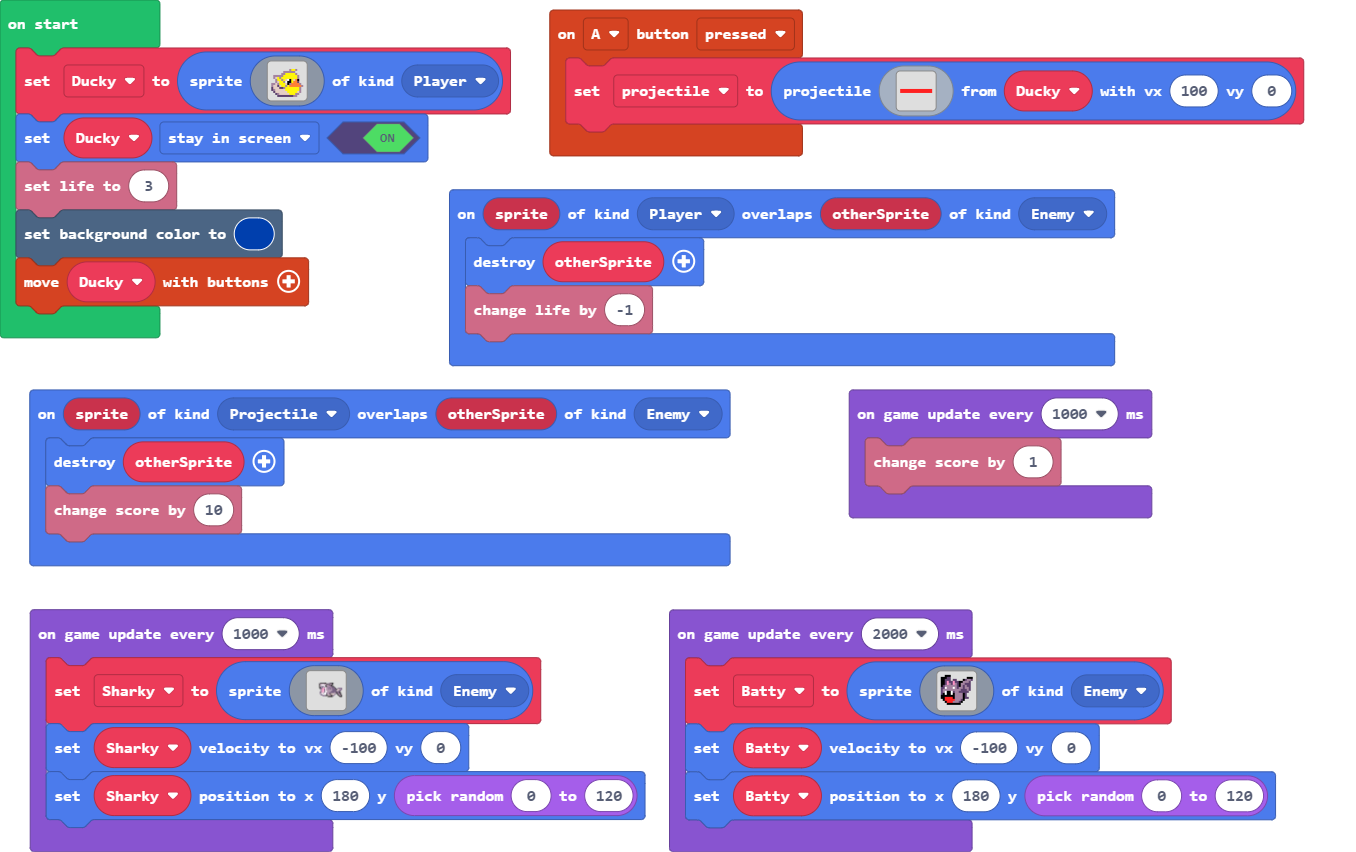 on start
set Ducky to sprite of kind Player
set Ducky stay in screen ON
set life to 3
set background color to
move Ducky with buttons
on A button pressed
set projectile to projectile from Ducky with vx 100 vy 0
on sprite of kind Player overlaps otherSprite of kind Enemy
destroy otherSprite
change life by -1
on sprite of kind Projectile overlaps otherSprite of kind Enemy
destroy otherSprite
change score by 10
on game update every 1000 ms
change score by 1
on game update every 1000 ms
set Sharky to sprite of kind Enemy
set Sharky velocity to vx -100 vy 0
set Sharky position to x 180 y pick random 0 to 120
on game update every 2000 ms
set Batty to sprite of kind Enemy
set Batty velocity to vx -100 vy 0
set Batty position to x 180 y pick random 0 to 120